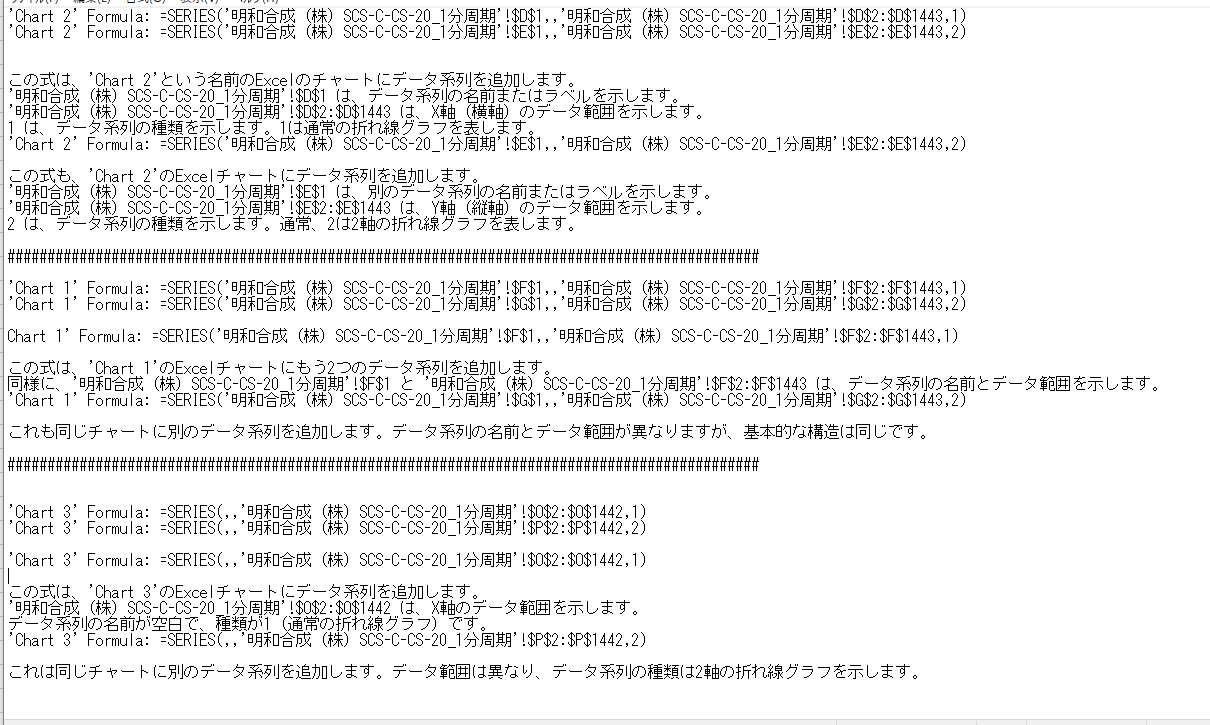 'Chart 2' Formula: =SERIES('明和合成（株）SCS-C-CS-20_1分周期'!$D$1,,'明和合成（株）SCS-C-CS-20_1分周期'!$D$2:$D$1443,1)
'Chart 2' Formula: =SERIES('明和合成（株）SCS-C-CS-20_1分周期'!$E$1,,'明和合成（株）SCS-C-CS-20_1分周期'!$E$2:$E$1443,2)
この式は、'Chart 2'という名前のExcelのチャートにデータ系列を追加します。
'明和合成（株）SCS-C-CS-20_1分周期'!$D$1 は、データ系列の名前またはラベルを示します。
'明和合成（株）SCS-C-CS-20_1分周期'!$D$2:$D$1443 は、X軸（横軸）のデータ範囲を示します。
1 は、データ系列の種類を示します。1は通常の折れ線グラフを表します。
'Chart 2' Formula: =SERIES('明和合成（株）SCS-C-CS-20_1分周期'!$E$1,,'明和合成（株）SCS-C-CS-20_1分周期'!$E$2:$E$1443,2)
この式も、'Chart 2'のExcelチャートにデータ系列を追加します。
'明和合成（株）SCS-C-CS-20_1分周期'!$E$1 は、別のデータ系列の名前またはラベルを示します。
'明和合成（株）SCS-C-CS-20_1分周期'!$E$2:$E$1443 は、Y軸（縦軸）のデータ範囲を示します。
2 は、データ系列の種類を示します。通常、2は2軸の折れ線グラフを表します。
##############################################################################################
'Chart 1' Formula: =SERIES('明和合成（株）SCS-C-CS-20_1分周期'!$F$1,,'明和合成（株）SCS-C-CS-20_1分周期'!$F$2:$F$1443,1)
'Chart 1' Formula: =SERIES('明和合成（株）SCS-C-CS-20_1分周期'!$G$1,,'明和合成（株）SCS-C-CS-20_1分周期'!$G$2:$G$1443,2)
Chart 1' Formula: =SERIES('明和合成（株）SCS-C-CS-20_1分周期'!$F$1,,'明和合成（株）SCS-C-CS-20_1分周期'!$F$2:$F$1443,1)
この式は、'Chart 1'のExcelチャートにもう2つのデータ系列を追加します。
同様に、'明和合成（株）SCS-C-CS-20_1分周期'!$F$1 と '明和合成（株）SCS-C-CS-20_1分周期'!$F$2:$F$1443 は、データ系列の名前とデータ範囲を示します。
'Chart 1' Formula: =SERIES('明和合成（株）SCS-C-CS-20_1分周期'!$G$1,,'明和合成（株）SCS-C-CS-20_1分周期'!$G$2:$G$1443,2)
これも同じチャートに別のデータ系列を追加します。データ系列の名前とデータ範囲が異なりますが、基本的な構造は同じです。
##############################################################################################
'Chart 3' Formula: =SERIES(,,'明和合成（株）SCS-C-CS-20_1分周期'!$O$2:$O$1442,1)
'Chart 3' Formula: =SERIES(,,'明和合成（株）SCS-C-CS-20_1分周期'!$P$2:$P$1442,2)
'Chart 3' Formula: =SERIES(,,'明和合成（株）SCS-C-CS-20_1分周期'!$O$2:$O$1442,1)
この式は、'Chart 3'のExcelチャートにデータ系列を追加します。
'明和合成（株）SCS-C-CS-20_1分周期'!$O$2:$O$1442 は、X軸のデータ範囲を示します。
データ系列の名前が空白で、種類が1（通常の折れ線グラフ）です。
'Chart 3' Formula: =SERIES(,,'明和合成（株）SCS-C-CS-20_1分周期'!$P$2:$P$1442,2)
これは同じチャートに別のデータ系列を追加します。データ範囲は異なり、データ系列の種類は2軸の折れ線グラフを示します。